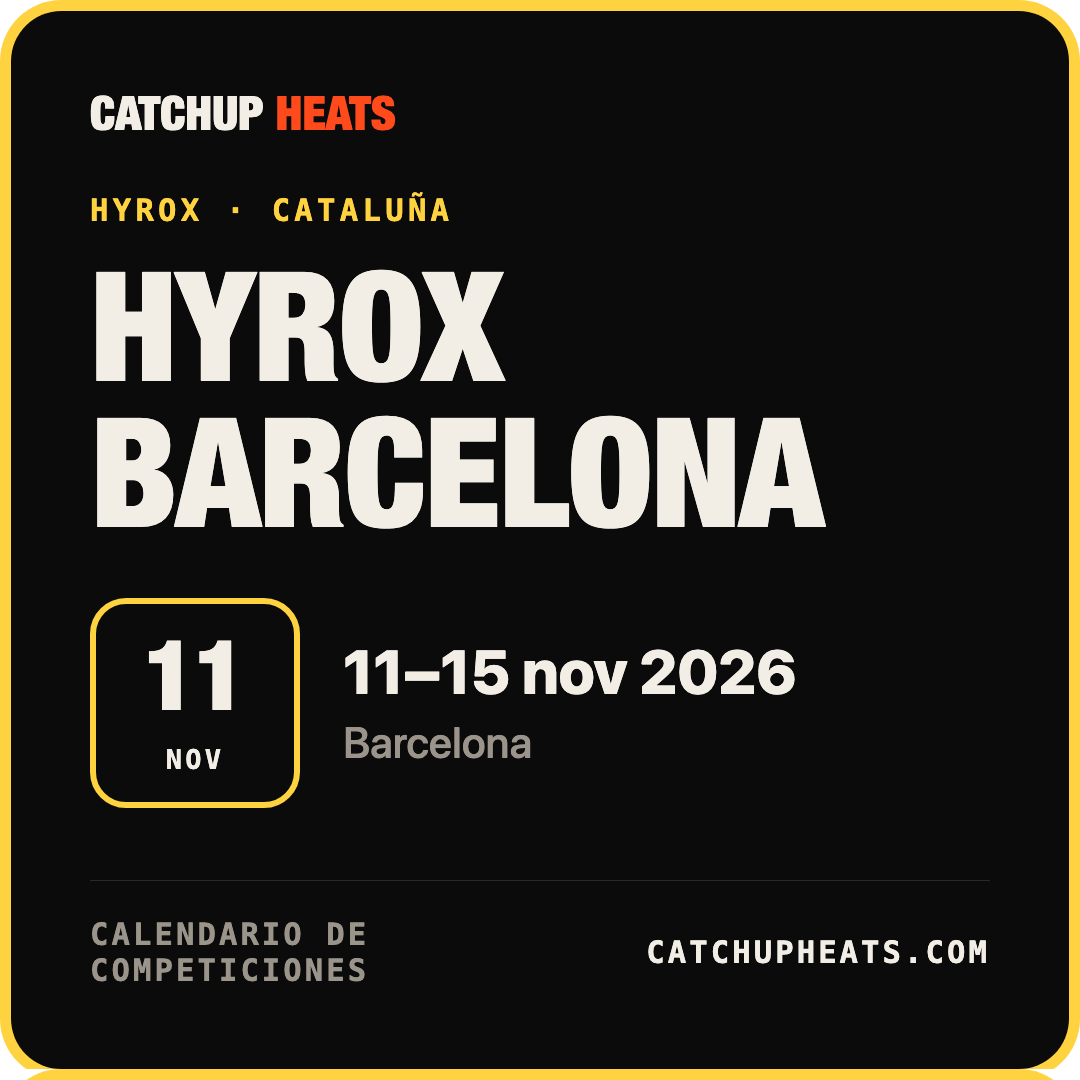 CATCHUP HEATS
HYROX · CATALUÑA
HYROX
BARCELONA
11
NOV
11–15 nov 2026
Barcelona
CALENDARIO DE
COMPETICIONES
CATCHUPHEATS.COM